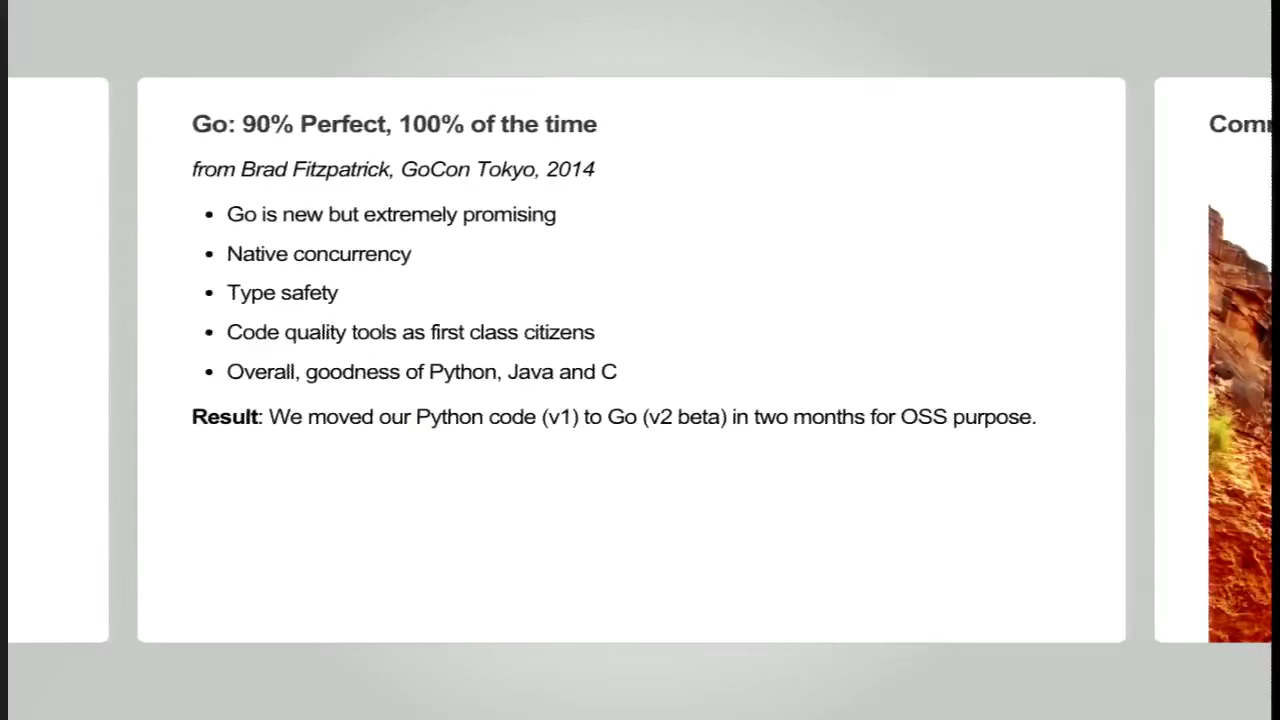 Go: 90% Perfect, 100% of the time
from Brad Fitzpatrick, GoCon Tokyo, 2014
• Go is new but extremely promising
• Native concurrency
• Type safety
• Code quality tools as first class citizens
• Overall, goodness of Python, Java and C
Result: We moved our Python code (v1) to Go (v2 beta) in two months for OSS purpose.